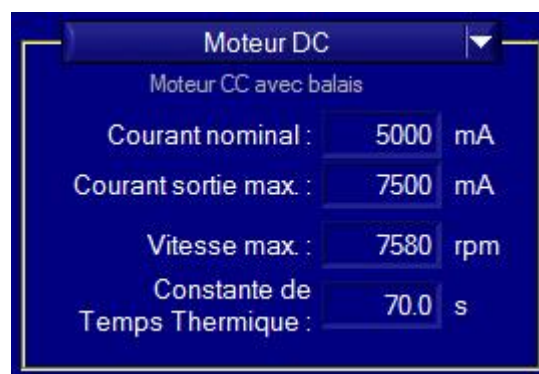 Moteur DC
Moteur CC avec balais
Courant nominal : 5000 mA
Courant sortie max. : 7500 mA
Vitesse max. : 7580 rpm
Constante de
Temps Thermique : 70.0 s